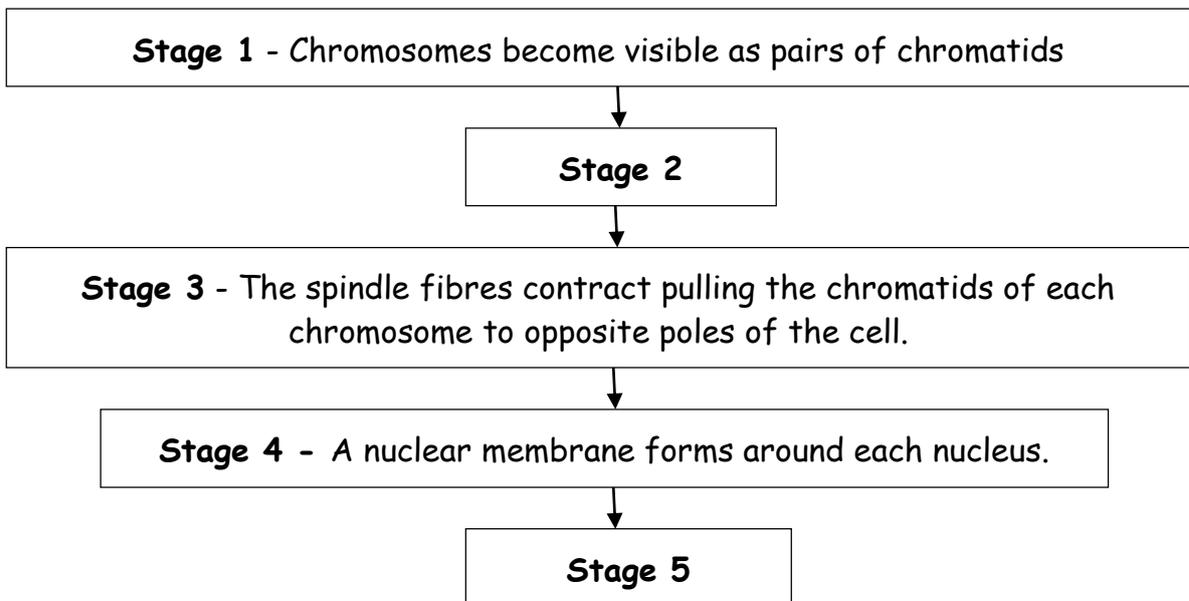 Stage 1 - Chromosomes become visible as pairs of chromatids
Stage 2
Stage 3 - The spindle fibres contract pulling the chromatids of each
chromosome to opposite poles of the cell.
Stage 4 - A nuclear membrane forms around each nucleus.
Stage 5